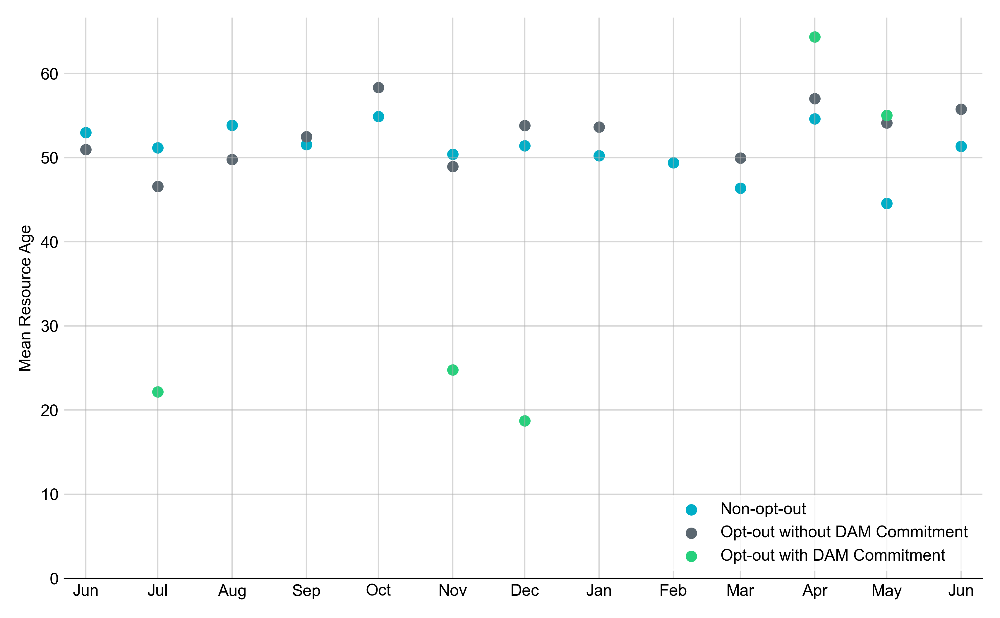 Mean Resource Age
60
50
40
30
20
10
0
Jun Jul Aug Sep Oct Nov Dec Jan Feb Mar Apr May Jun
Non-opt-out
Opt-out without DAM Commitment
Opt-out with DAM Commitment